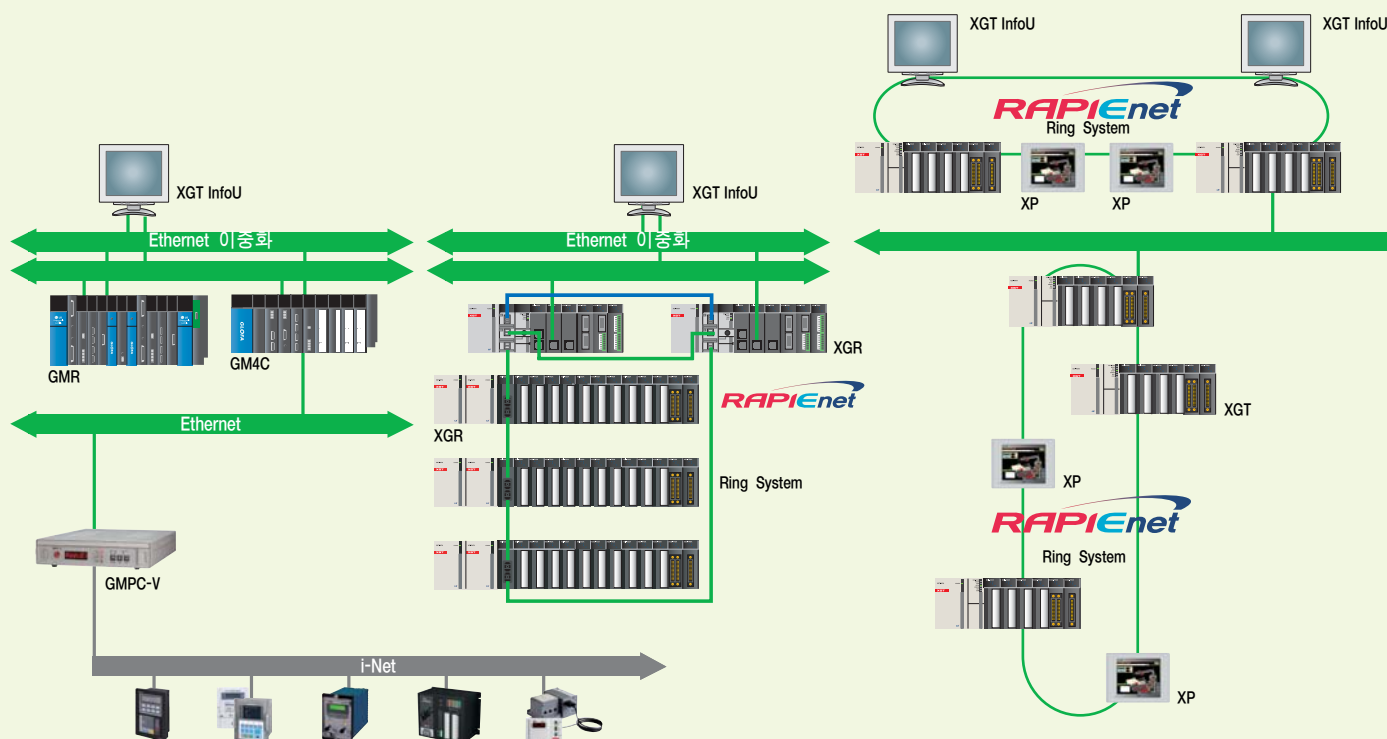 XGT InfoU
XGT InfoU
RAPIEnet
Ring System
XP
XP
XGT InfoU
XGT InfoU
Ethernet 이중화
Ethernet 이중화
GMR
GM4C
XGR
RAPIEnet
XGT
Ethernet
XGR
XP
Ring System
RAPIEnet
Ring System
GMPC-V
i-Net
XP